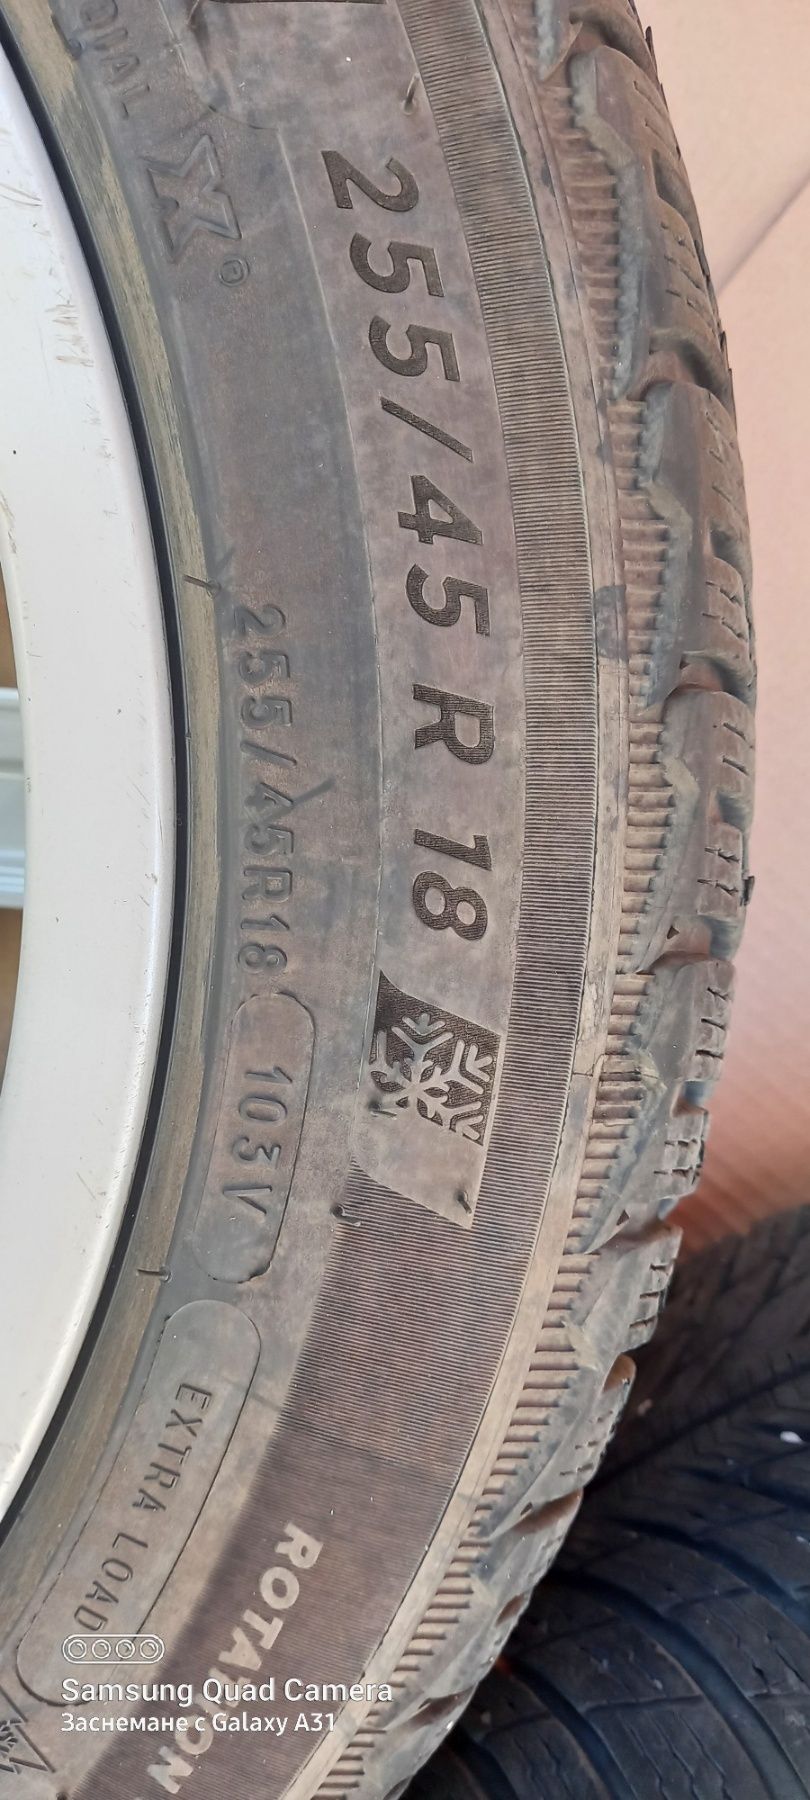 255/45 R 18
X®
255/45R18 103V
EXTRA LOAD
ROTATION
Samsung Quad Camera
Заснемане с Galaxy A31